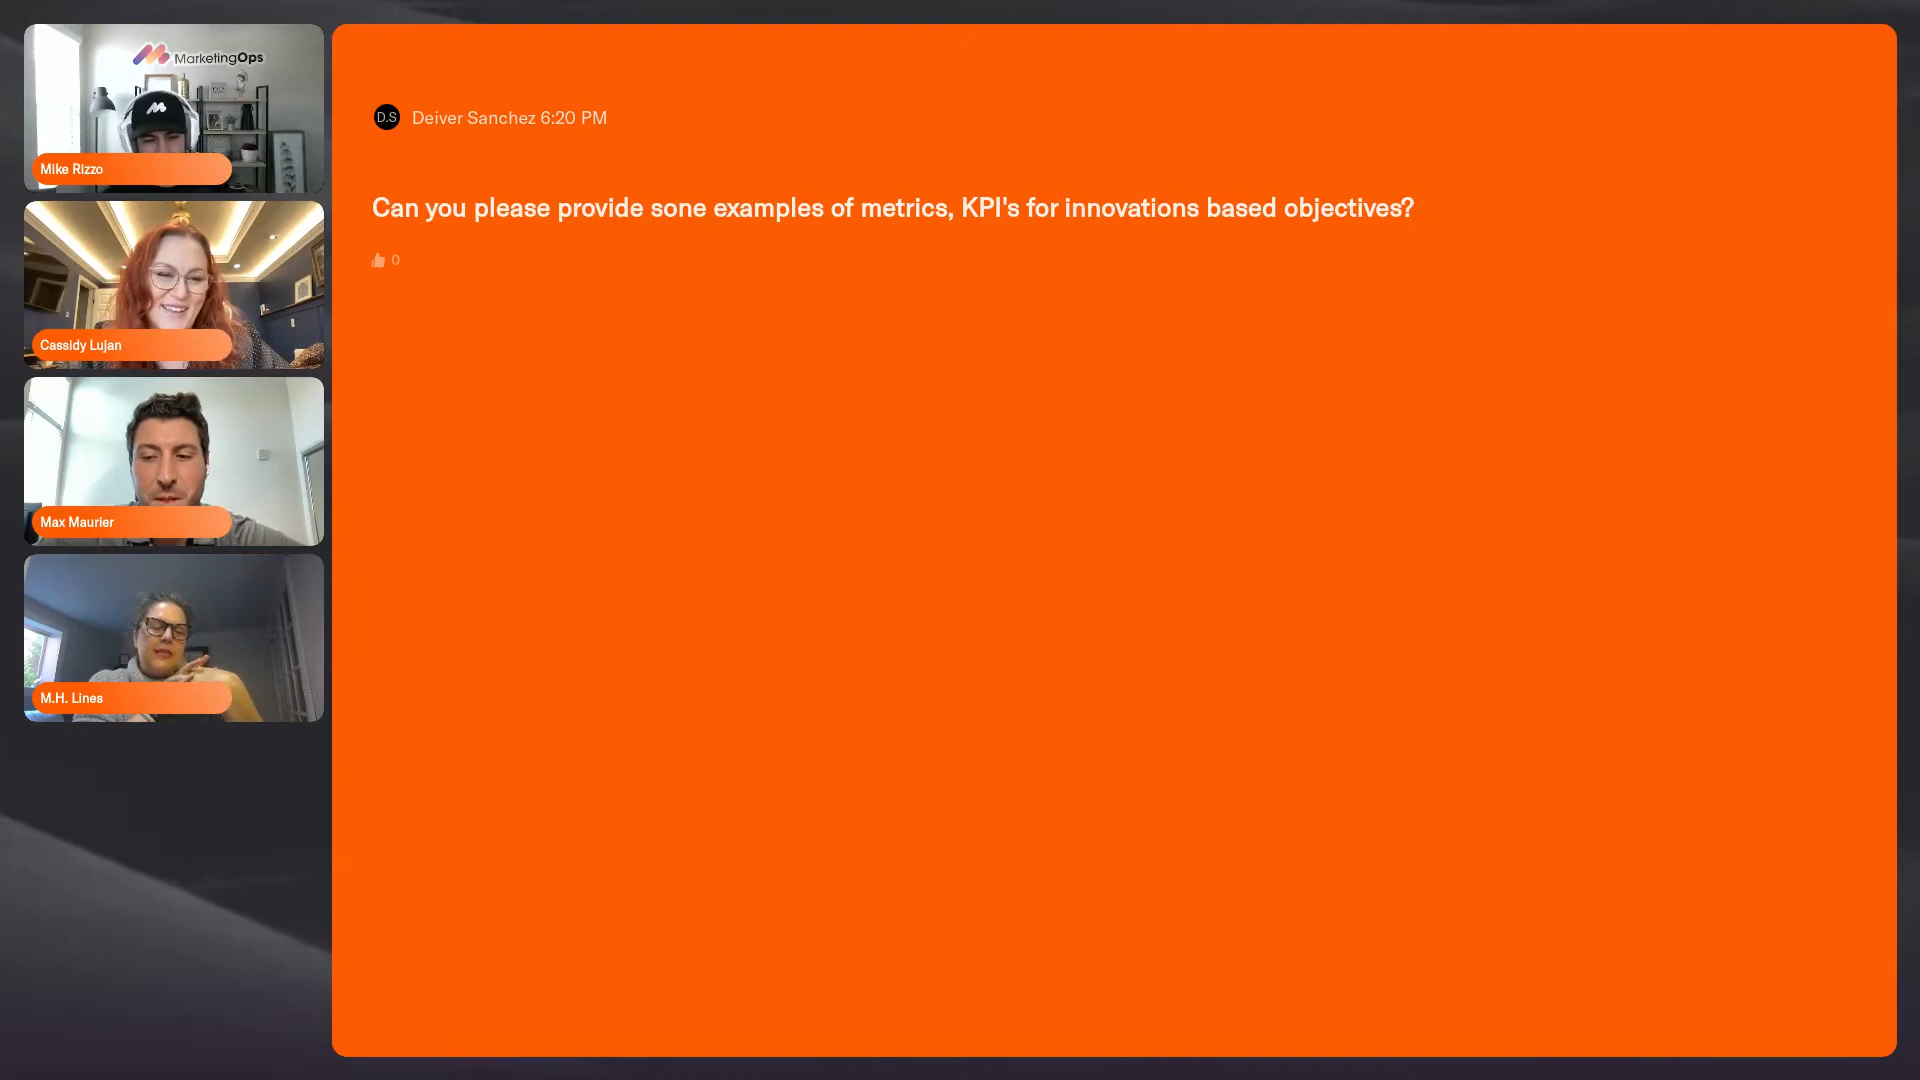 MarketingOps
Mike Rizzo
Cassidy Lujan
Max Maurier
M.H. Lines
D.S Deiver Sanchez 6:20 PM
Can you please provide sone examples of metrics, KPI's for innovations based objectives?
0